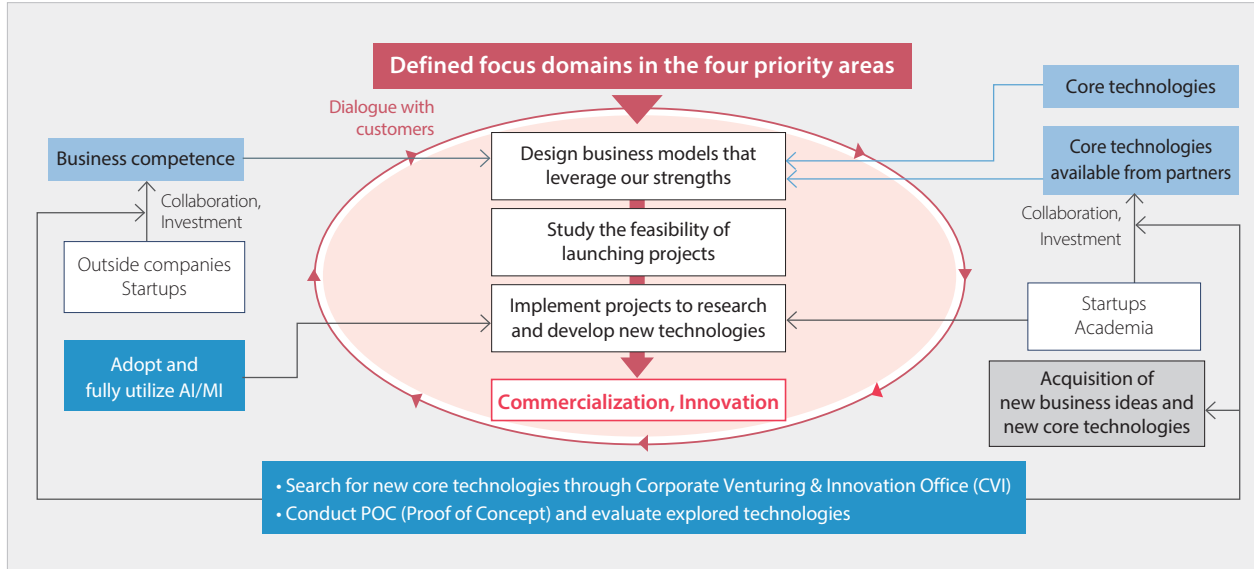 Defined focus domains in the four priority areas
Dialogue with
customers
Business competence
Collaboration,
Investment
Outside companies
Startups
Adopt and
fully utilize AI/MI
Design business models that
leverage our strengths
Study the feasibility of
launching projects
Implement projects to research
and develop new technologies
Commercialization, Innovation
Core technologies
Core technologies
available from partners
Collaboration,
Investment
Startups
Academia
Acquisition of
new business ideas and
new core technologies
• Search for new core technologies through Corporate Venturing & Innovation Office (CVI)
• Conduct POC (Proof of Concept) and evaluate explored technologies